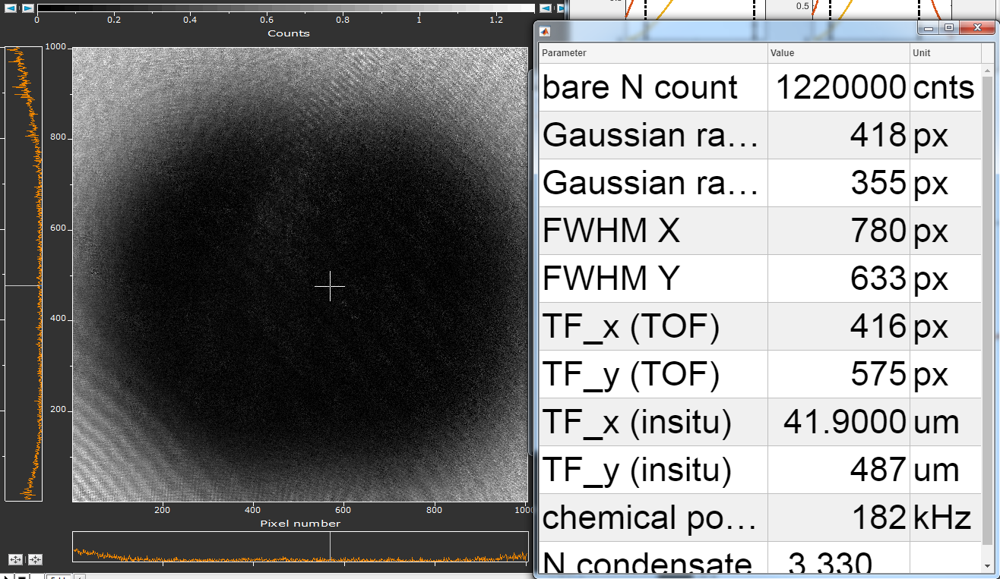 0 0.2 0.4 0.6 0.8 1 1.2
Counts
0.5
1000
800
600
400
200
200 400 600 800 1000
Pixel number
Parameter Value Unit
bare N count 1220000 cnts
Gaussian ra… 418 px
Gaussian ra… 355 px
FWHM X 780 px
FWHM Y 633 px
TF_x (TOF) 416 px
TF_y (TOF) 575 px
TF_x (insitu) 41.9000 um
TF_y (insitu) 487 um
chemical po… 182 kHz
N condensate 3.330